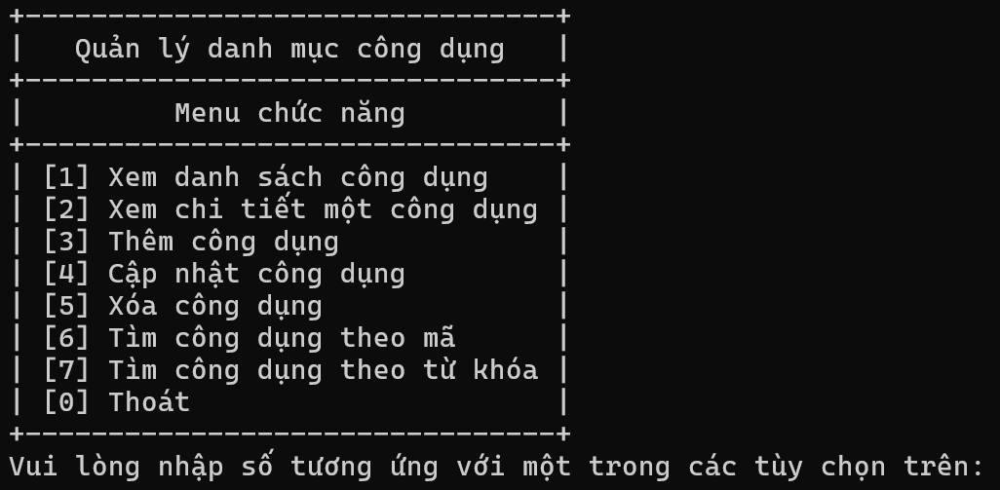 +--------------------------------+
|   Quản lý danh mục công dụng   |
+--------------------------------+
|         Menu chức năng         |
+--------------------------------+
| [1] Xem danh sách công dụng    |
| [2] Xem chi tiết một công dụng |
| [3] Thêm công dụng             |
| [4] Cập nhật công dụng         |
| [5] Xóa công dụng              |
| [6] Tìm công dụng theo mã      |
| [7] Tìm công dụng theo từ khóa |
| [0] Thoát                      |
+--------------------------------+
Vui lòng nhập số tương ứng với một trong các tùy chọn trên: